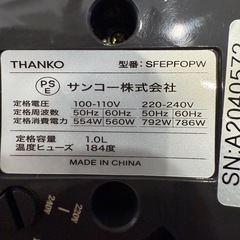 THANKO 型番: SFEPFOPW
PSE サンコー株式会社
定格電圧 100-110V 220-240V
定格周波数 50Hz 60Hz 50Hz 60Hz
定格消費電力 554W 560W 792W 786W
定格容量 1.0L
温度ヒューズ 184度
MADE IN CHINA
SN:A2040573
240V 220V